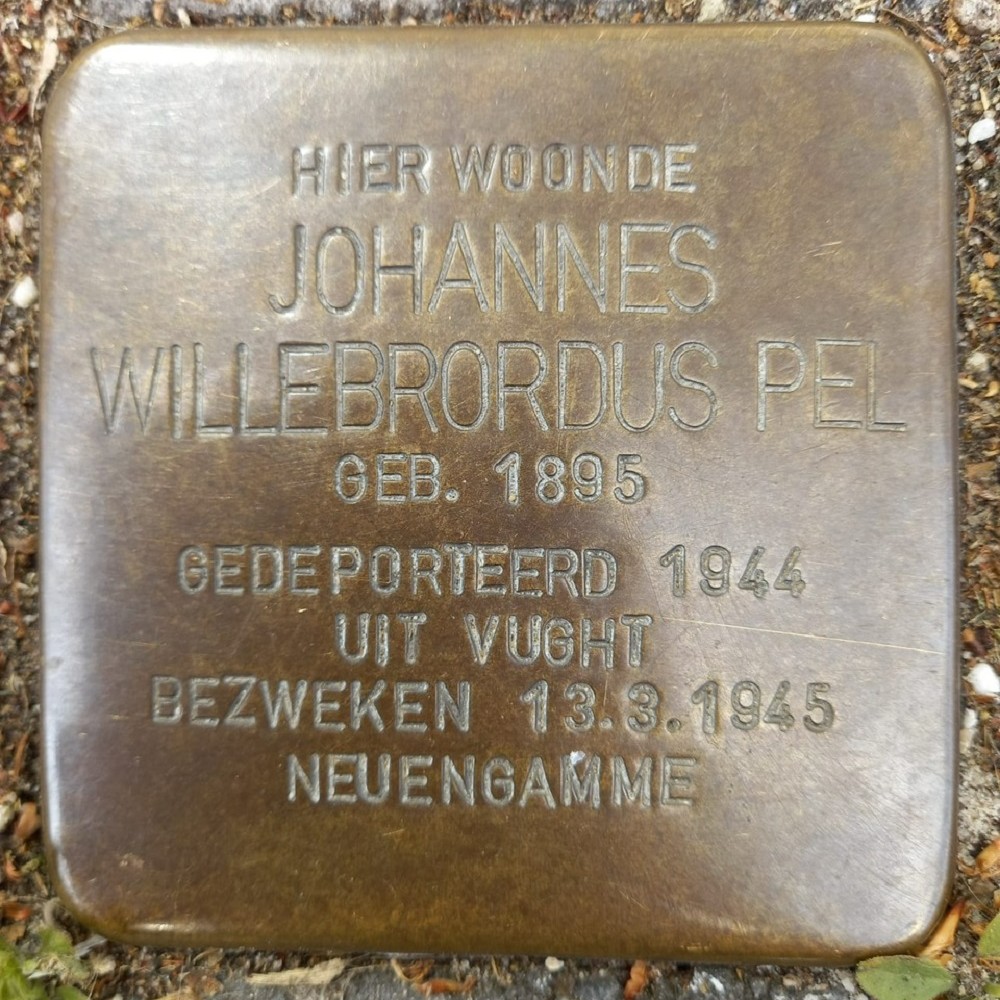 HIER WOONDE
JOHANNES
WILLEBRORDUS PEL
GEB. 1895
GEDEPORTEERD 1944
UIT VUGHT
BEZWEKEN 13.3.1945
NEUENGAMME